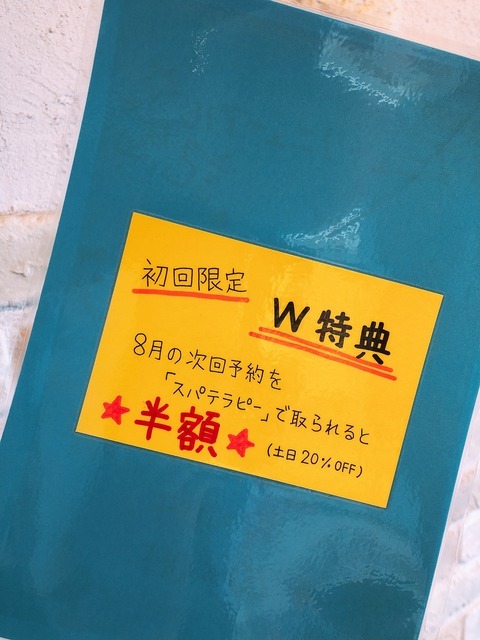 初回限定
W特典
8月の次回予約を
「スパテラピー」で取られると
★半額★
(土日20%OFF)